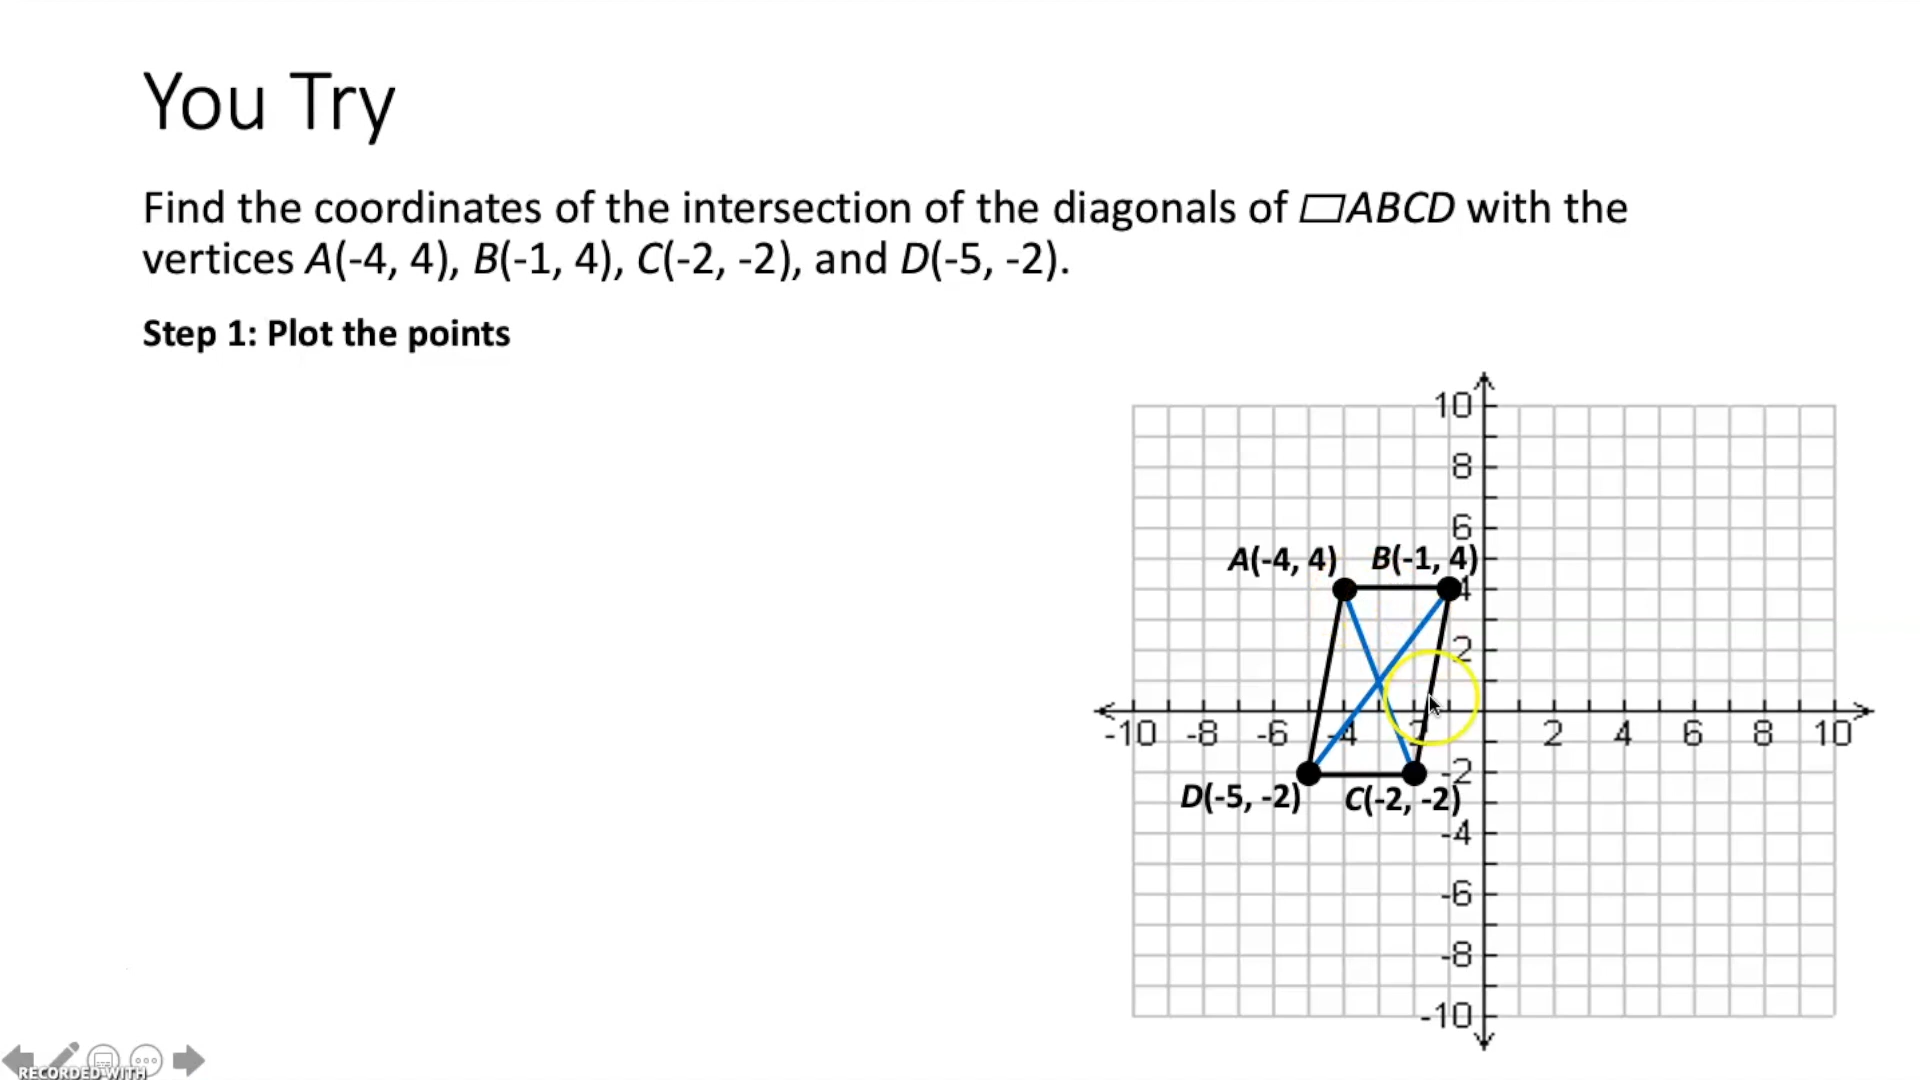 You Try
Find the coordinates of the intersection of the diagonals of ▱ABCD with the
vertices A(-4, 4), B(-1, 4), C(-2, -2), and D(-5, -2).
Step 1: Plot the points
10
8
6
A(-4, 4) B(-1, 4)
4
2
-10 -8 -6 -4 2 4 6 8 10
-2
D(-5, -2) C(-2, -2)
-4
-6
-8
-10
RECORDED WITH